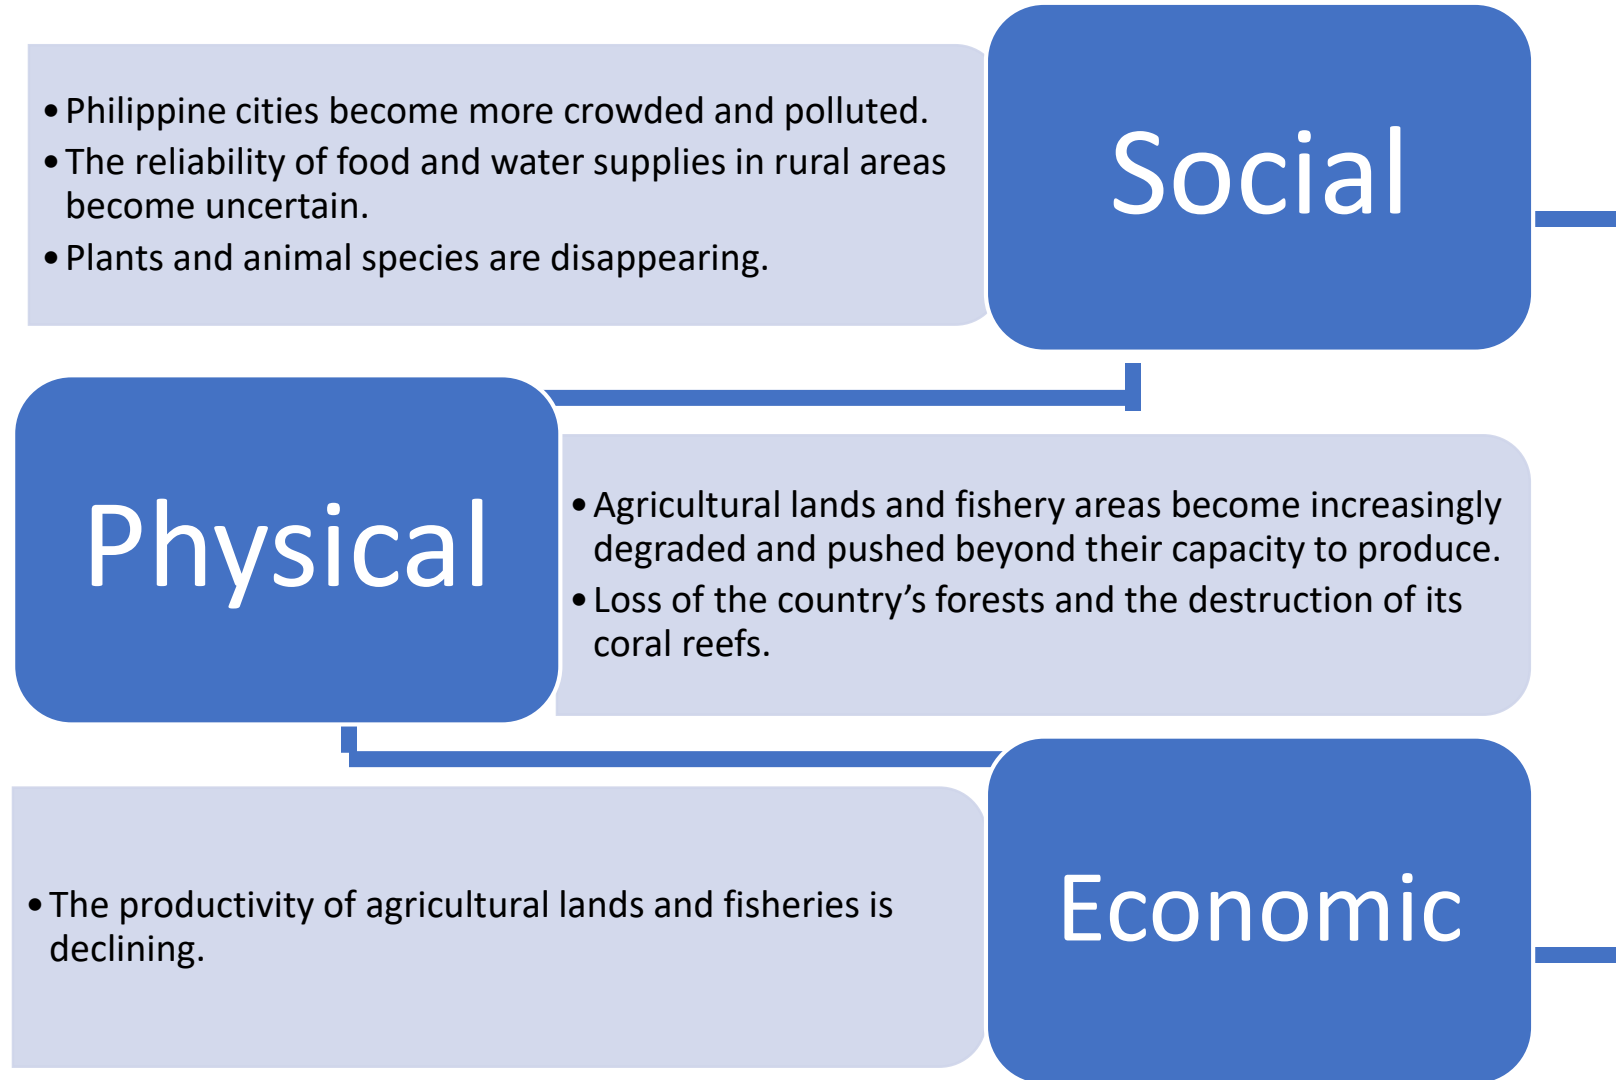 • Philippine cities become more crowded and polluted.
• The reliability of food and water supplies in rural areas
become uncertain.
• Plants and animal species are disappearing.
Social
Physical
• Agricultural lands and fishery areas become increasingly
degraded and pushed beyond their capacity to produce.
• Loss of the country’s forests and the destruction of its
coral reefs.
• The productivity of agricultural lands and fisheries is
declining.
Economic